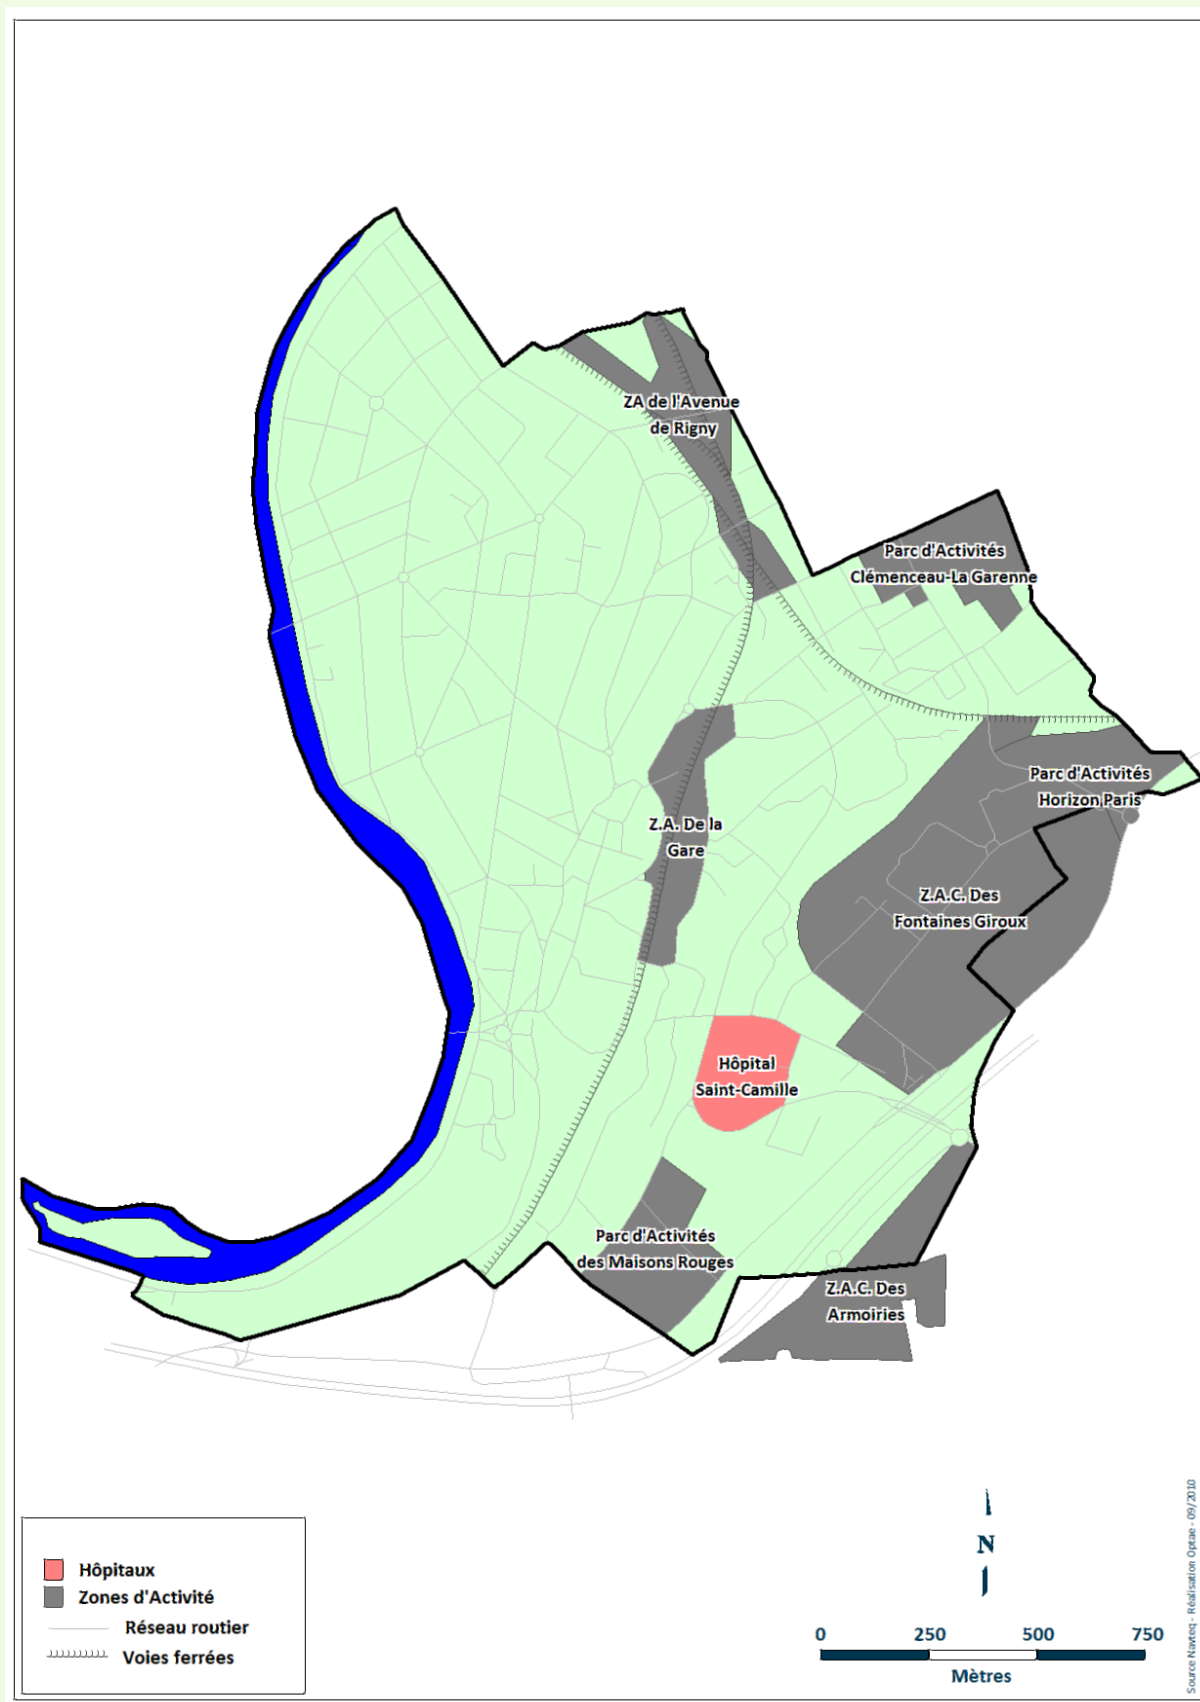 ZA de l'Avenue
de Rigny
Parc d'Activités
Clémenceau-La Garenne
Parc d'Activités
Horizon Paris
Z.A. De la
Gare
Z.A.C. Des
Fontaines Giroux
Hôpital
Saint-Camille
Parc d'Activités
des Maisons Rouges
Z.A.C. Des
Armoiries
Hôpitaux
Zones d'Activité
Réseau routier
Voies ferrées
N
0 250 500 750
Mètres
Source Navteq - Réalisation Optae - 09/2010